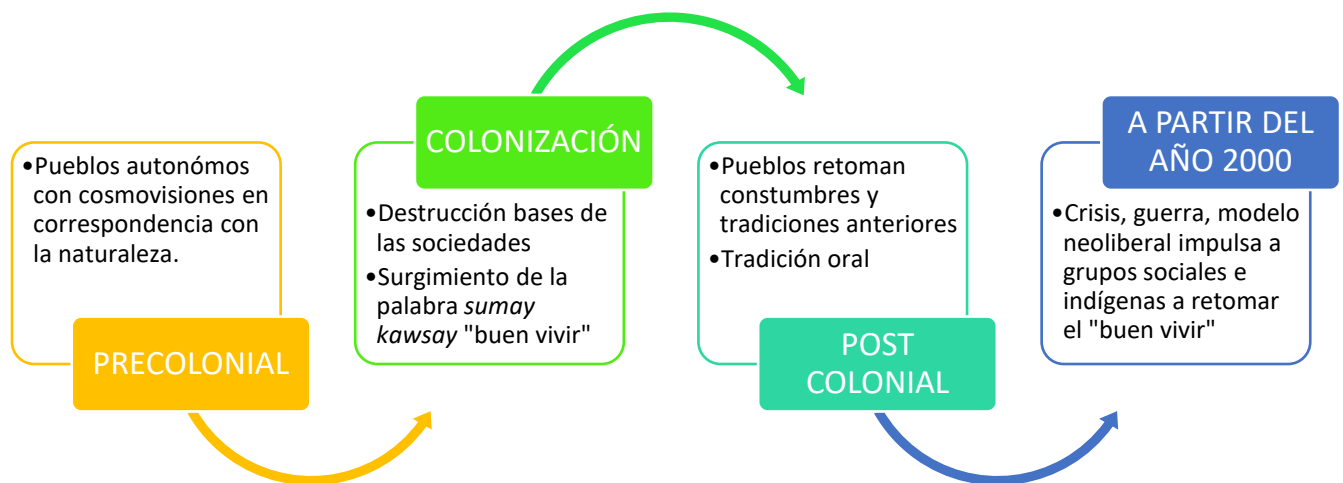 •Pueblos autonómos
con cosmovisiones en
correspondencia con
la naturaleza.
PRECOLONIAL
COLONIZACIÓN
•Destrucción bases de
las sociedades
•Surgimiento de la
palabra sumay
kawsay "buen vivir"
•Pueblos retoman
constumbres y
tradiciones anteriores
•Tradición oral
POST
COLONIAL
A PARTIR DEL
AÑO 2000
•Crisis, guerra, modelo
neoliberal impulsa a
grupos sociales e
indígenas a retomar
el "buen vivir"